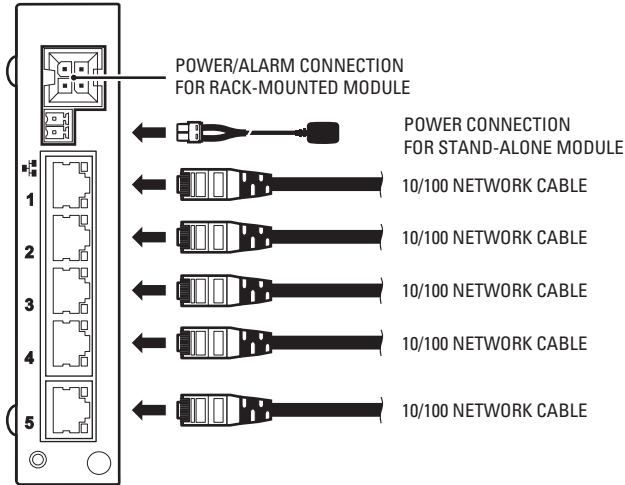 POWER/ALARM CONNECTION
FOR RACK-MOUNTED MODULE
POWER CONNECTION
FOR STAND-ALONE MODULE
1
10/100 NETWORK CABLE
2
10/100 NETWORK CABLE
3
10/100 NETWORK CABLE
4
10/100 NETWORK CABLE
5
10/100 NETWORK CABLE